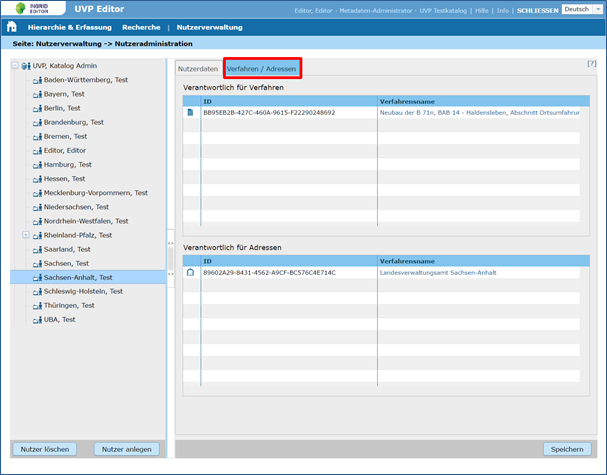 INGRID
EDITOR
UVP Editor
Editor, Editor - Metadaten-Administrator - UVP Testkatalog | Hilfe | Info | SCHLIESSEN Deutsch
Hierarchie & Erfassung Recherche | Nutzerverwaltung
Seite: Nutzerverwaltung -> Nutzeradministration
UVP, Katalog Admin
Baden-Württemberg, Test
Bayern, Test
Berlin, Test
Brandenburg, Test
Bremen, Test
Editor, Editor
Hamburg, Test
Hessen, Test
Mecklenburg-Vorpommern, Test
Niedersachsen, Test
Nordrhein-Westfalen, Test
Rheinland-Pfalz, Test
Saarland, Test
Sachsen, Test
Sachsen-Anhalt, Test
Schleswig-Holstein, Test
Thüringen, Test
UBA, Test
Nutzer löschen Nutzer anlegen
Nutzerdaten Verfahren / Adressen [?]
Verantwortlich für Verfahren
ID Verfahrensname
BB95EB2B-427C-460A-9615-F22290248692 Neubau der B 71n, BAB 14 - Haldensleben, Abschnitt Ortsumfahrun
Verantwortlich für Adressen
ID Verfahrensname
89602A29-8431-4562-A9CF-BC576C4E714C Landesverwaltungsamt Sachsen-Anhalt
Speichern